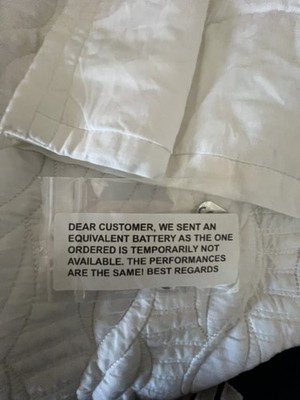 DEAR CUSTOMER, WE SENT AN
EQUIVALENT BATTERY AS THE ONE
ORDERED IS TEMPORARILY NOT
AVAILABLE. THE PERFORMANCES
ARE THE SAME! BEST REGARDS